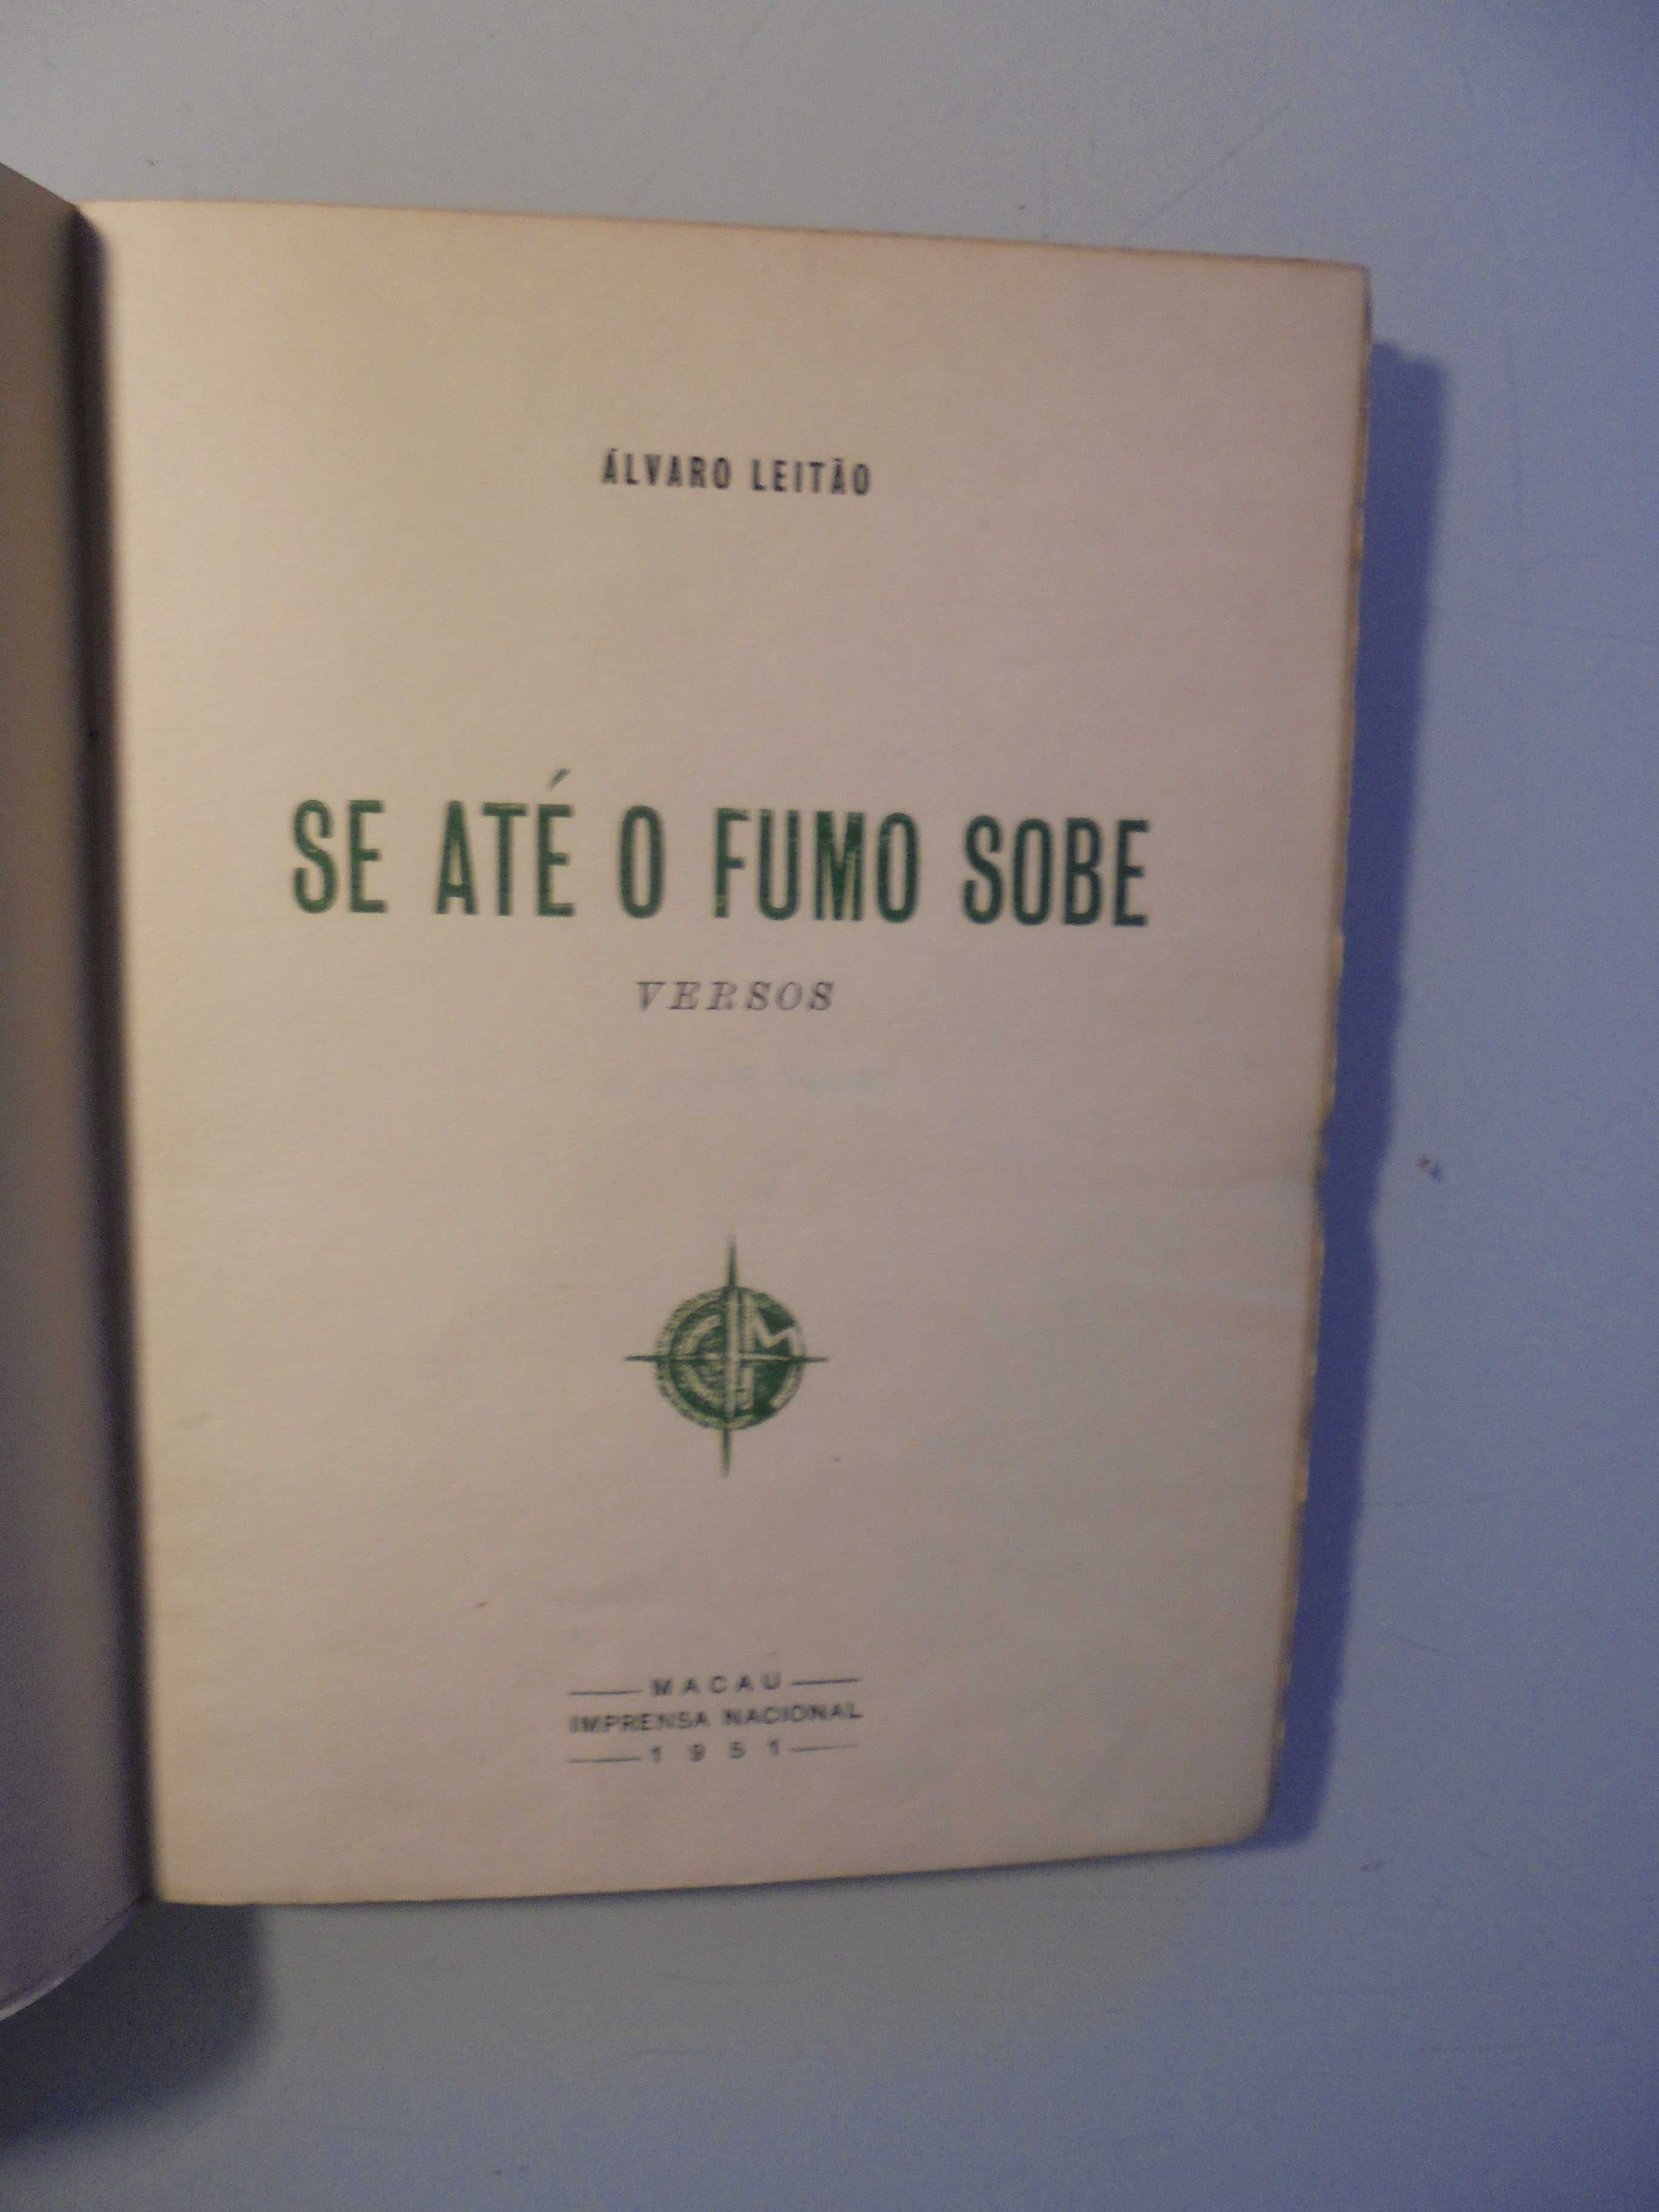 ÁLVARO LEITÃO
SE ATÉ O FUMO SOBE
VERSOS
MACAU
IMPRENSA NACIONAL
1951